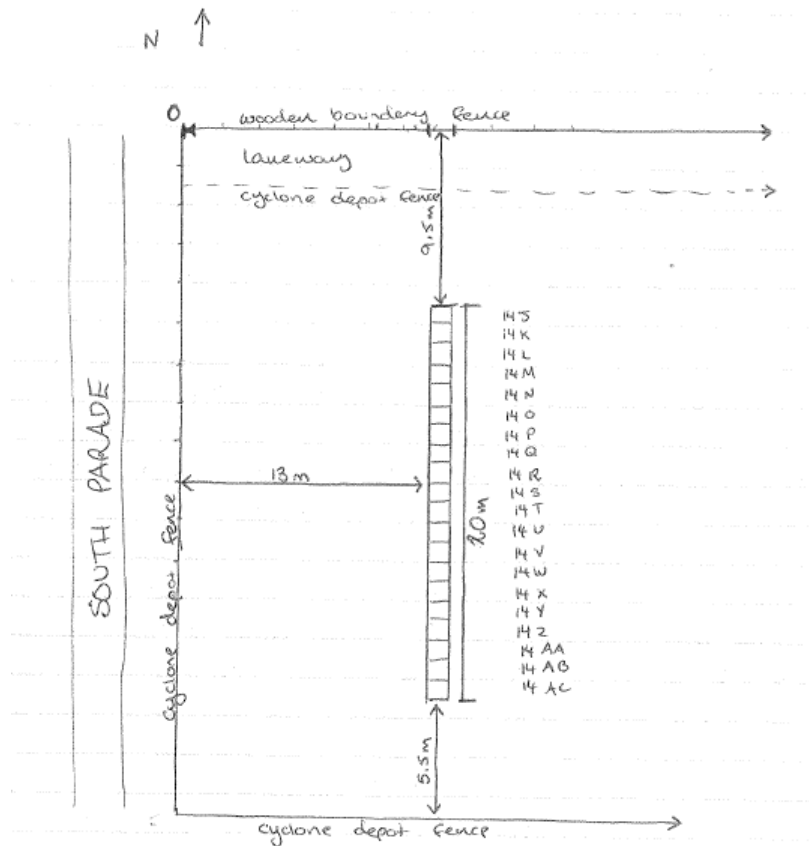 N
O
wooden boundary fence
laneway
cyclone depot fence
9.5m
14 J
14 K
14 L
14 M
14 N
14 O
14 P
14 Q
14 R
14 S
14 T
14 U
14 V
14 W
14 X
14 Y
14 Z
14 AA
14 AB
14 AC
13m
20m
SOUTH PARADE
cyclone depot fence
5.5m
cyclone depot fence